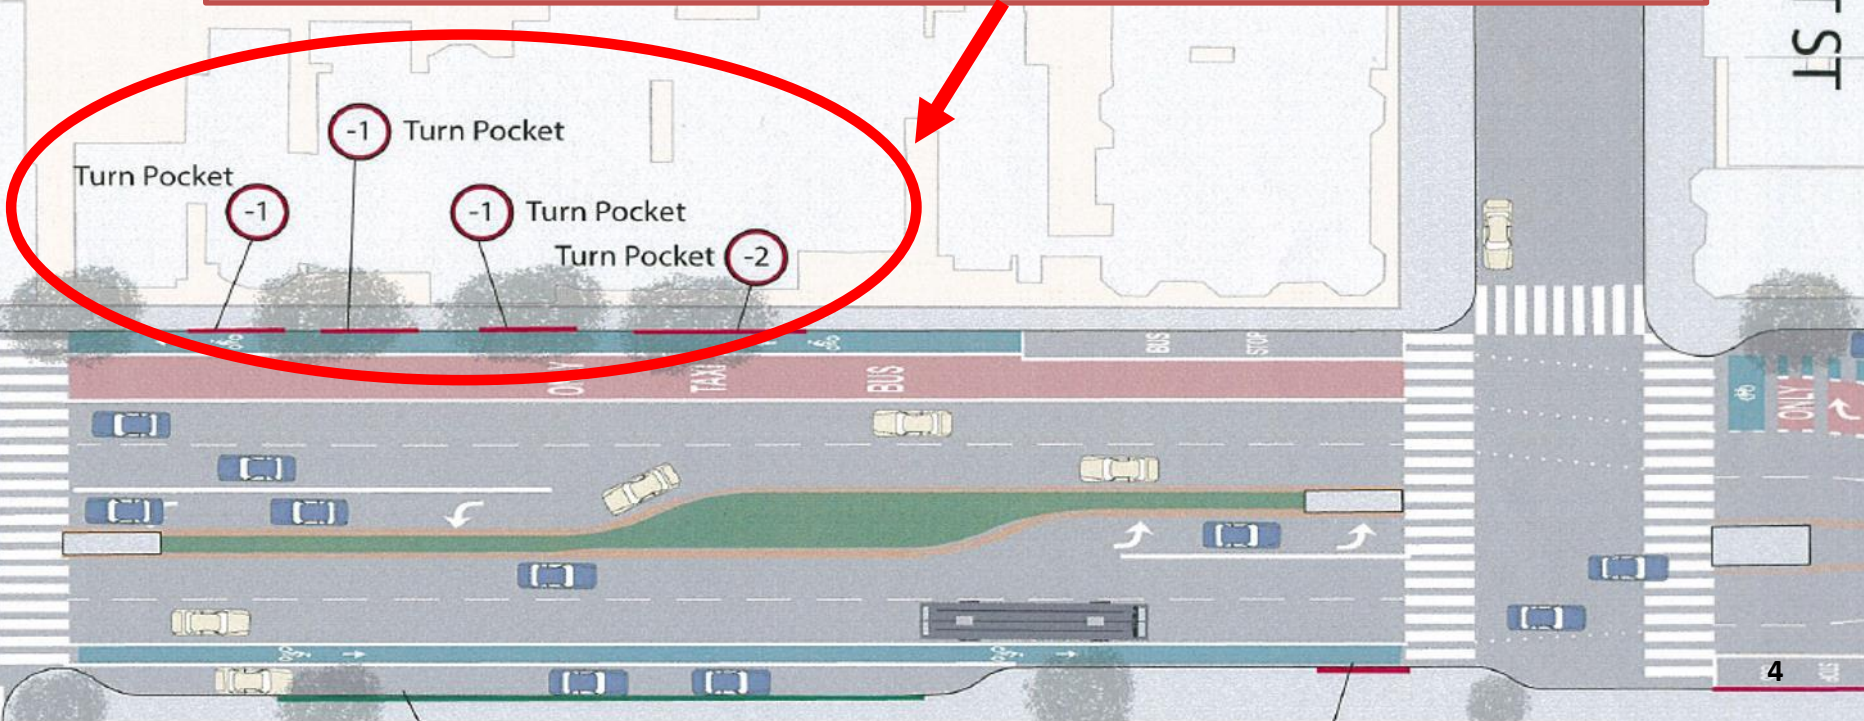 ST
-1 Turn Pocket
Turn Pocket
-1
-1 Turn Pocket
Turn Pocket -2
BUS
STOP
ONLY
TAXI
BUS
ONLY
4